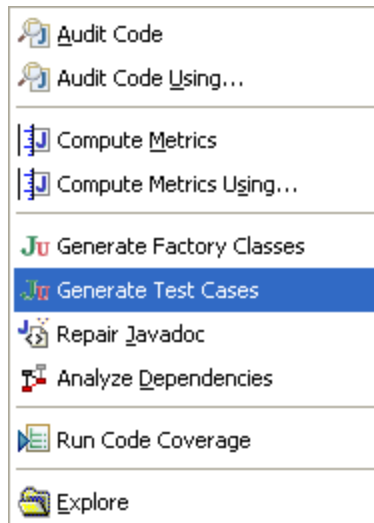 Audit Code
Audit Code Using...
Compute Metrics
Compute Metrics Using...
Generate Factory Classes
Generate Test Cases
Repair Javadoc
Analyze Dependencies
Run Code Coverage
Explore